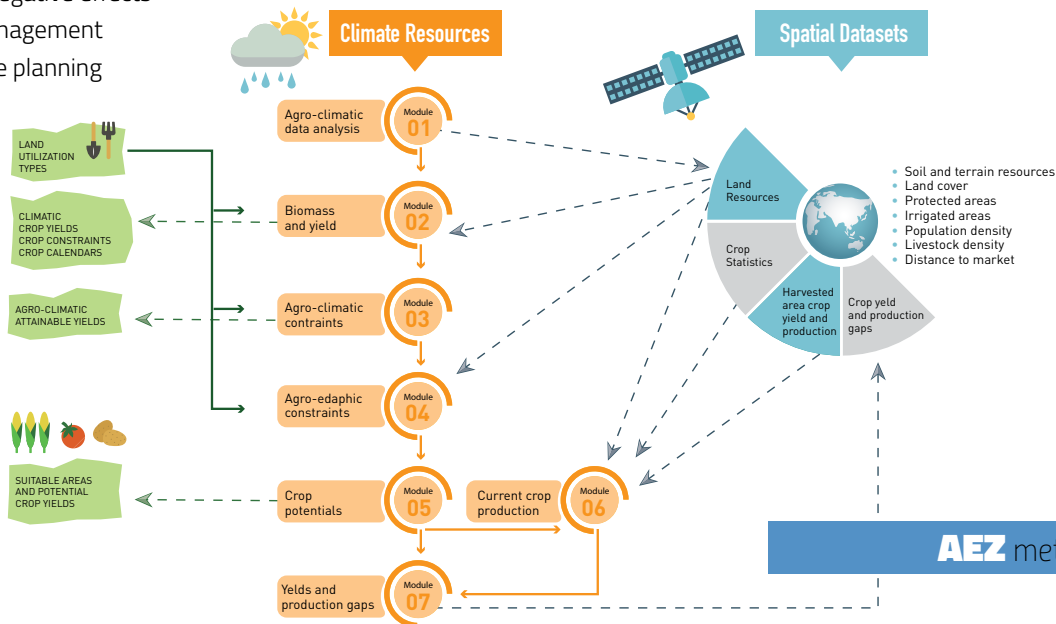 egative effects
nagement
e planning
Climate Resources
Spatial Datasets
Agro-climatic
data analysis
Module
01
LAND
UTILIZATION
TYPES
Biomass
and yield
Module
02
CLIMATIC
CROP YIELDS
CROP CONSTRAINTS
CROP CALENDARS
Agro-climatic
contraints
Module
03
AGRO-CLIMATIC
ATTAINABLE YIELDS
Agro-edaphic
constraints
Module
04
SUITABLE AREAS
AND POTENTIAL
CROP YIELDS
Crop
potentials
Module
05
Current crop
production
Module
06
Yelds and
production gaps
Module
07
Land
Resources
Crop
Statistics
Harvested
area crop
yield and
production
Crop yeld
and production
gaps
• Soil and terrain resources
• Land cover
• Protected areas
• Irrigated areas
• Population density
• Livestock density
• Distance to market
AEZ met